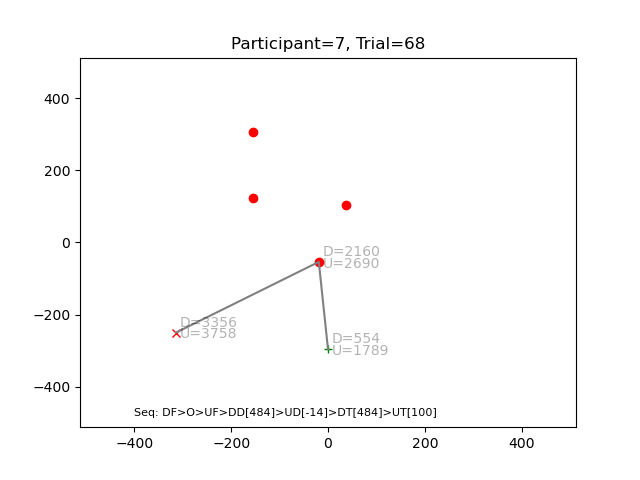 Participant=7, Trial=68
400
200
0
−200
−400
D=2160
U=2690
D=3356
U=3758
D=554
U=1789
Seq: DF>O>UF>DD[484]>UD[-14]>DT[484]>UT[100]
−400
−200
0
200
400